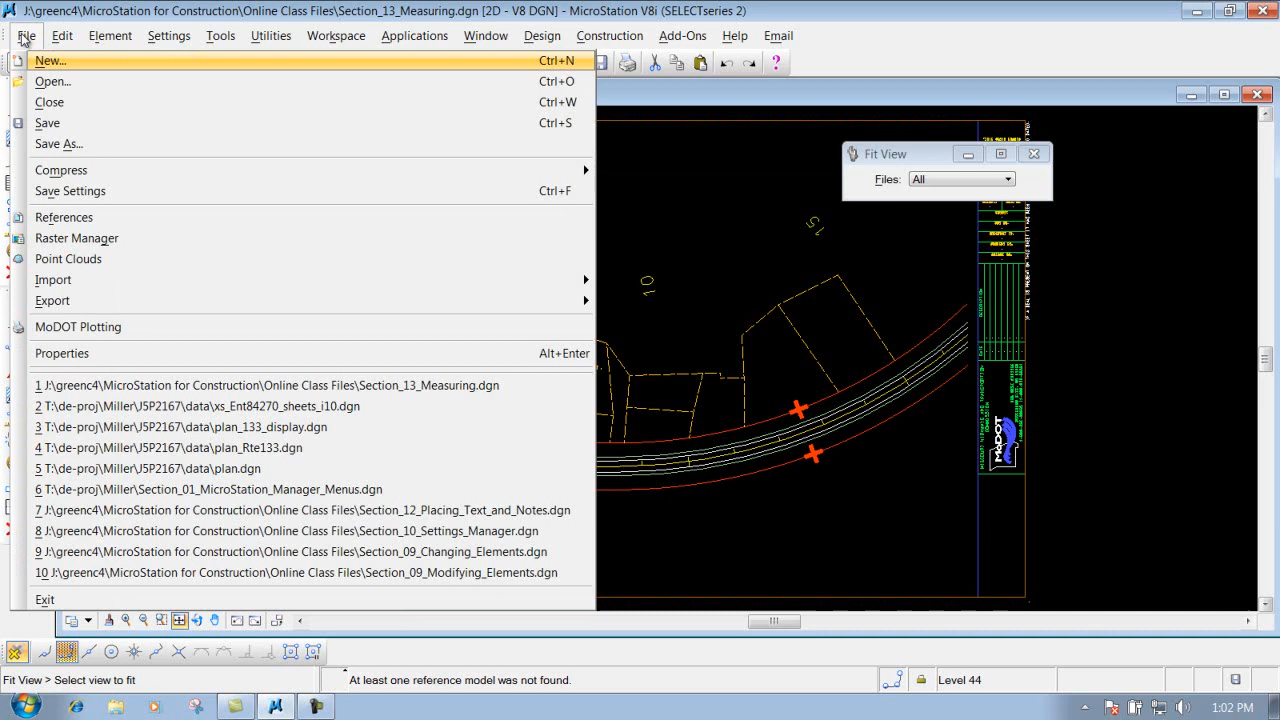 J:\greenc4\MicroStation for Construction\Online Class Files\Section_13_Measuring.dgn [2D - V8 DGN] - MicroStation V8i (SELECTseries 2)
File Edit Element Settings Tools Utilities Workspace Applications Window Design Construction Add-Ons Help Email
New... Ctrl+N
Open... Ctrl+O
Close Ctrl+W
Save Ctrl+S
Save As...
Compress
Save Settings Ctrl+F
References
Raster Manager
Point Clouds
Import
Export
MoDOT Plotting
Properties Alt+Enter
1 J:\greenc4\MicroStation for Construction\Online Class Files\Section_13_Measuring.dgn
2 T:\de-proj\Miller\J5P2167\data\xs_Ent84270_sheets_i10.dgn
3 T:\de-proj\Miller\J5P2167\data\plan_133_display.dgn
4 T:\de-proj\Miller\J5P2167\data\plan_Rte133.dgn
5 T:\de-proj\Miller\J5P2167\data\plan.dgn
6 T:\de-proj\Miller\Section_01_MicroStation_Manager_Menus.dgn
7 J:\greenc4\MicroStation for Construction\Online Class Files\Section_12_Placing_Text_and_Notes.dgn
8 J:\greenc4\MicroStation for Construction\Online Class Files\Section_10_Settings_Manager.dgn
9 J:\greenc4\MicroStation for Construction\Online Class Files\Section_09_Changing_Elements.dgn
10 J:\greenc4\MicroStation for Construction\Online Class Files\Section_09_Modifying_Elements.dgn
Exit
Fit View
Files: All
15
10
MoDOT
Fit View > Select view to fit
At least one reference model was not found.
Level 44
1:02 PM